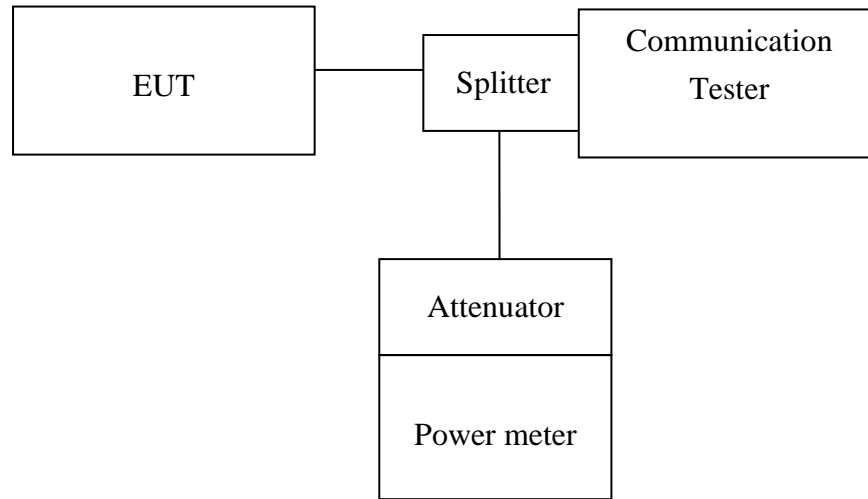 EUT
Splitter
Communication
Tester
Attenuator
Power meter